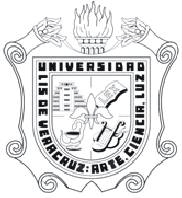 UNIVERSIDAD
LIS DE VERACRUZ: ARTE, CIENCIA, LUZ